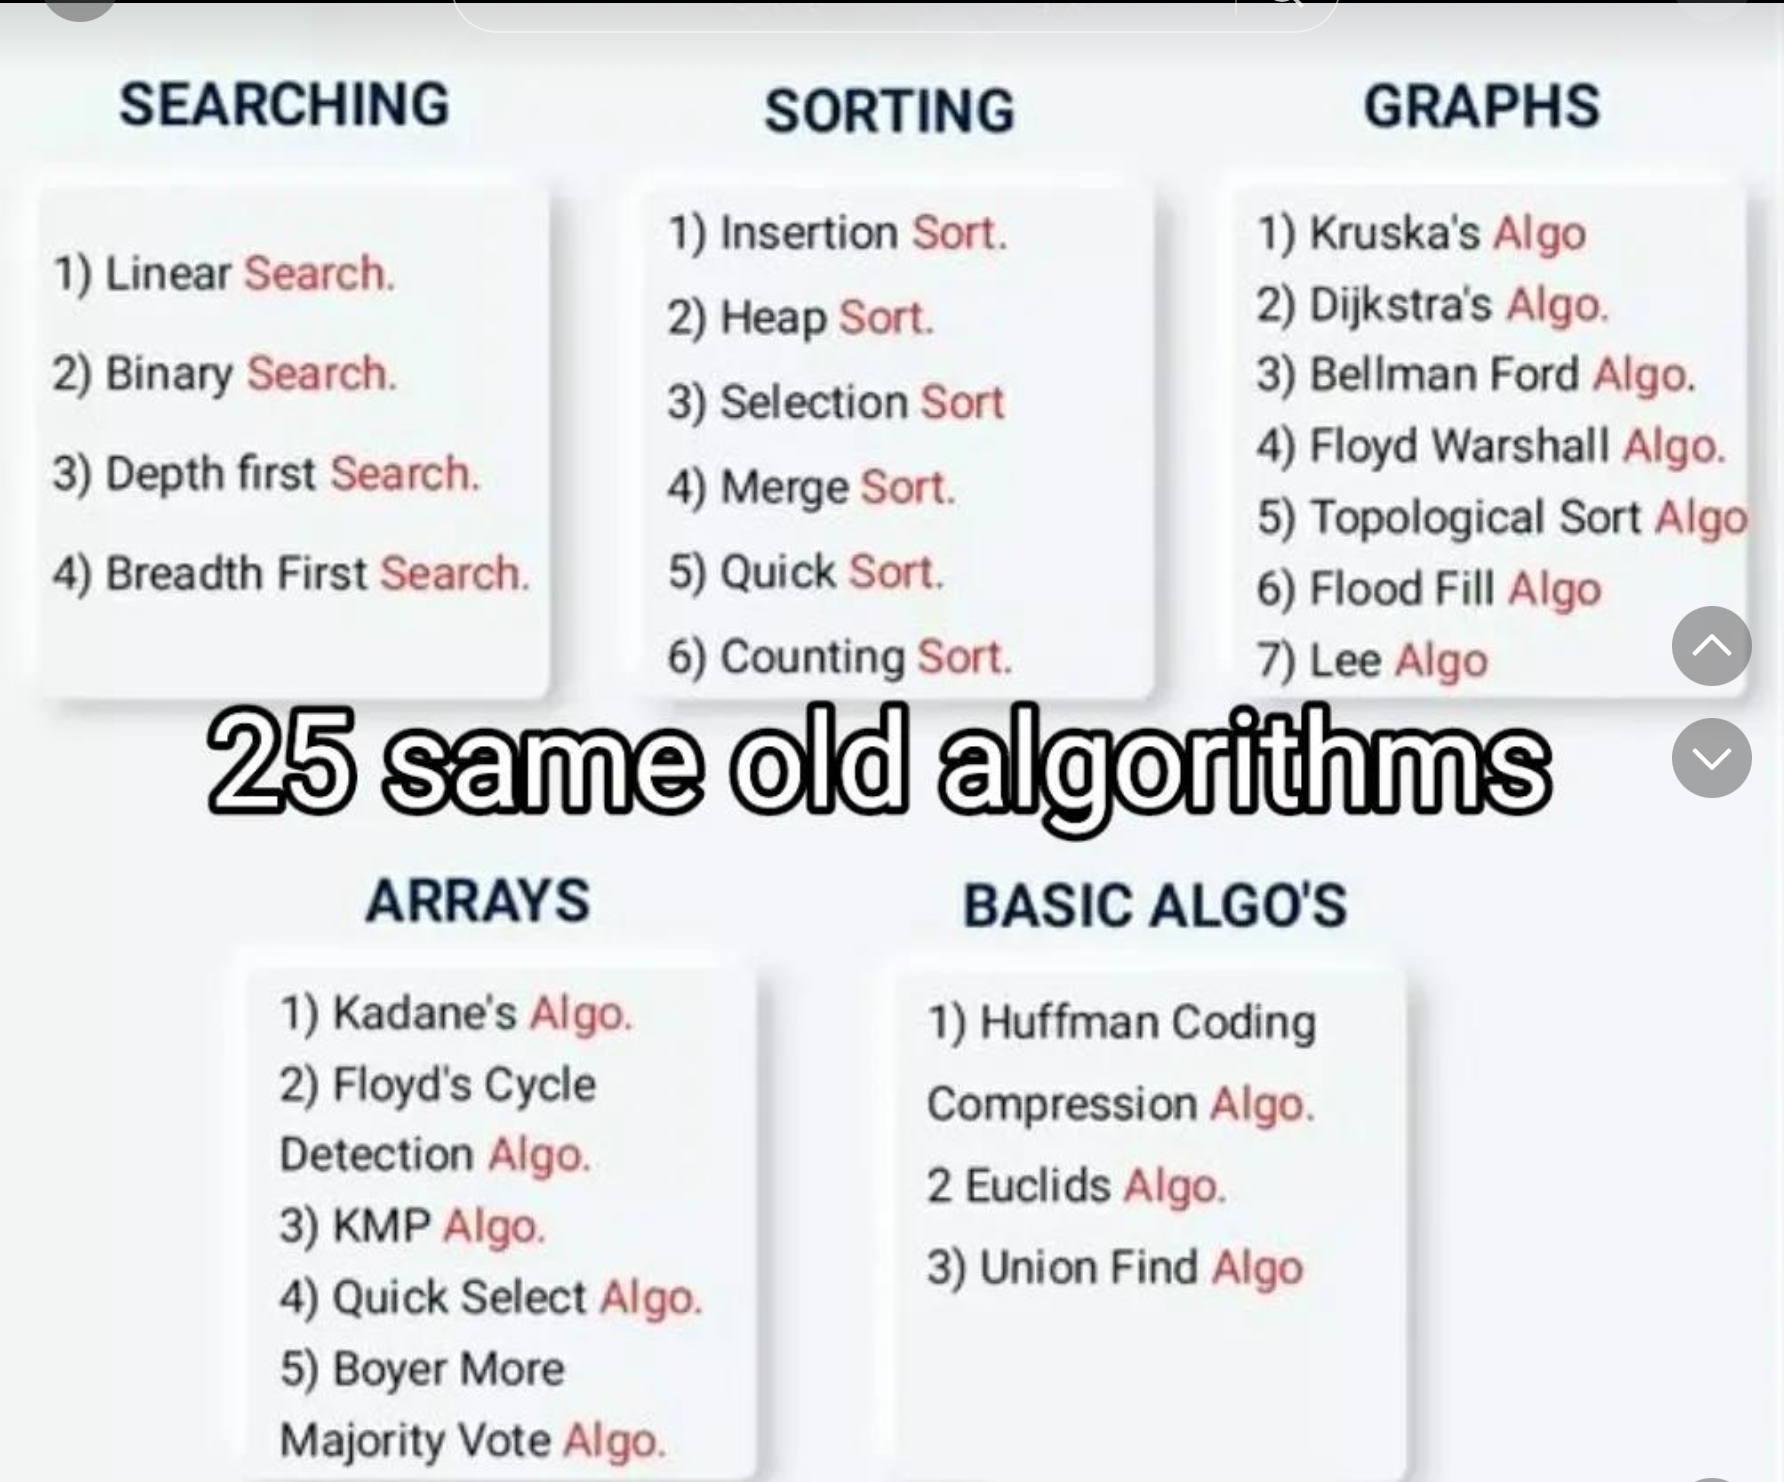 SEARCHING
1) Linear Search.
2) Binary Search.
3) Depth first Search.
4) Breadth First Search.
SORTING
1) Insertion Sort.
2) Heap Sort.
3) Selection Sort
4) Merge Sort.
5) Quick Sort.
6) Counting Sort.
GRAPHS
1) Kruska's Algo
2) Dijkstra's Algo.
3) Bellman Ford Algo.
4) Floyd Warshall Algo.
5) Topological Sort Algo
6) Flood Fill Algo
7) Lee Algo
25 same old algorithms
ARRAYS
1) Kadane's Algo.
2) Floyd's Cycle
Detection Algo.
3) KMP Algo.
4) Quick Select Algo.
5) Boyer More
Majority Vote Algo.
BASIC ALGO'S
1) Huffman Coding
Compression Algo.
2 Euclids Algo.
3) Union Find Algo